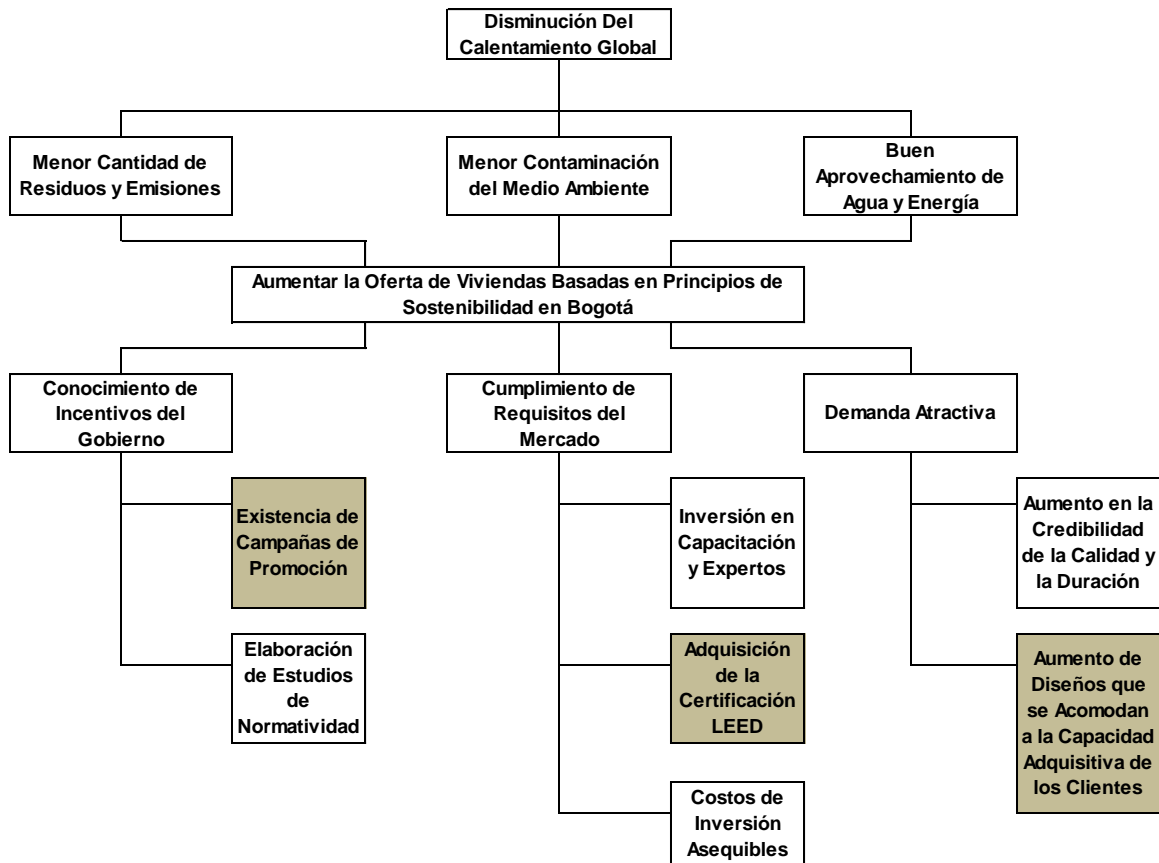 Disminución Del
Calentamiento Global
Menor Cantidad de
Residuos y Emisiones
Menor Contaminación
del Medio Ambiente
Buen
Aprovechamiento de
Agua y Energía
Aumentar la Oferta de Viviendas Basadas en Principios de
Sostenibilidad en Bogotá
Conocimiento de
Incentivos del
Gobierno
Cumplimiento de
Requisitos del
Mercado
Demanda Atractiva
Existencia de
Campañas de
Promoción
Inversión en
Capacitación
y Expertos
Aumento en la
Credibilidad
de la Calidad y
la Duración
Elaboración
de Estudios
de
Normatividad
Adquisición
de la
Certificación
LEED
Aumento de
Diseños que
se Acomodan
a la Capacidad
Adquisitiva de
los Clientes
Costos de
Inversión
Asequibles